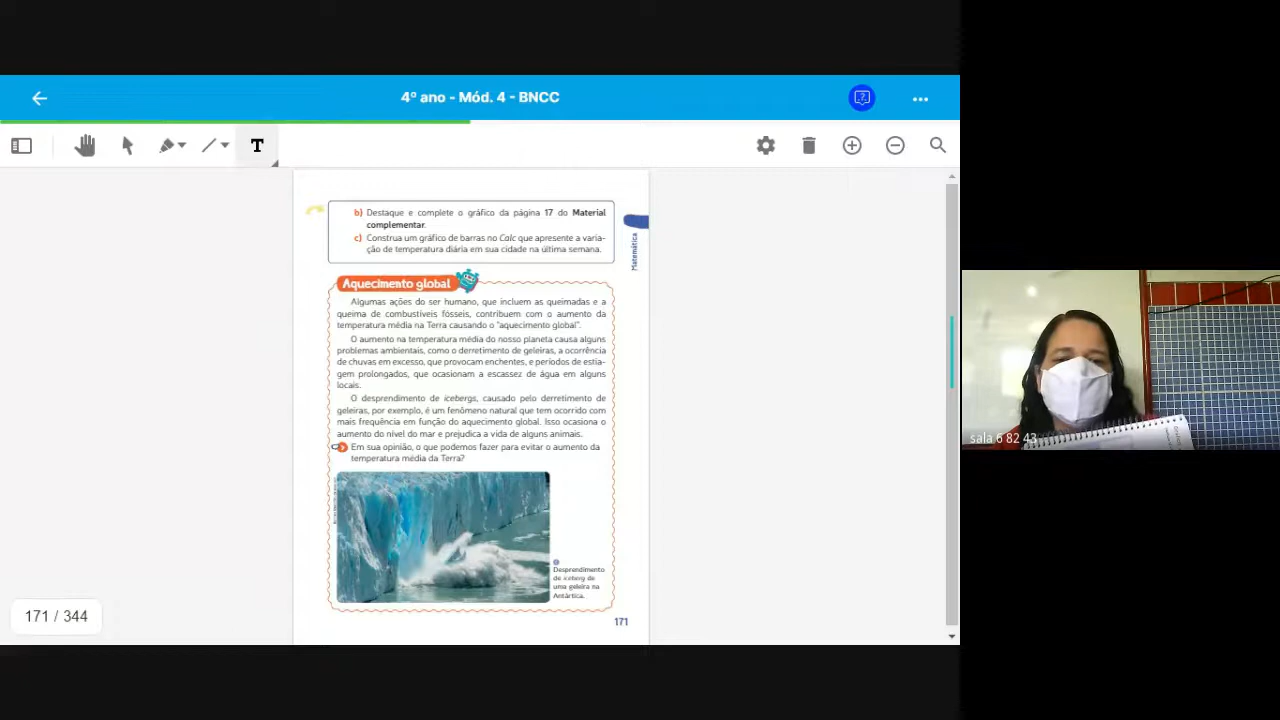 4º ano - Mód. 4 - BNCC
T
b) Destaque e complete o gráfico da página 17 do Material
complementar.
c) Construa um gráfico de barras no Calc que apresente a varia-
ção de temperatura diária em sua cidade na última semana.
Matemática
Aquecimento global
Algumas ações do ser humano, que incluem as queimadas e a
queima de combustíveis fósseis, contribuem com o aumento da
temperatura média na Terra causando o "aquecimento global".
O aumento na temperatura média do nosso planeta causa alguns
problemas ambientais, como o derretimento de geleiras, a ocorrência
de chuvas em excesso, que provocam enchentes, e períodos de estia-
gem prolongados, que ocasionam a escassez de água em alguns
locais.
O desprendimento de icebergs, causado pelo derretimento de
geleiras, por exemplo, é um fenômeno natural que tem ocorrido com
mais frequência em função do aquecimento global. Isso ocasiona o
aumento do nível do mar e prejudica a vida de alguns animais.
Em sua opinião, o que podemos fazer para evitar o aumento da
temperatura média da Terra?
Desprendimento
de iceberg de
uma geleira na
Antártica.
171
171 / 344
sala 6 82 43